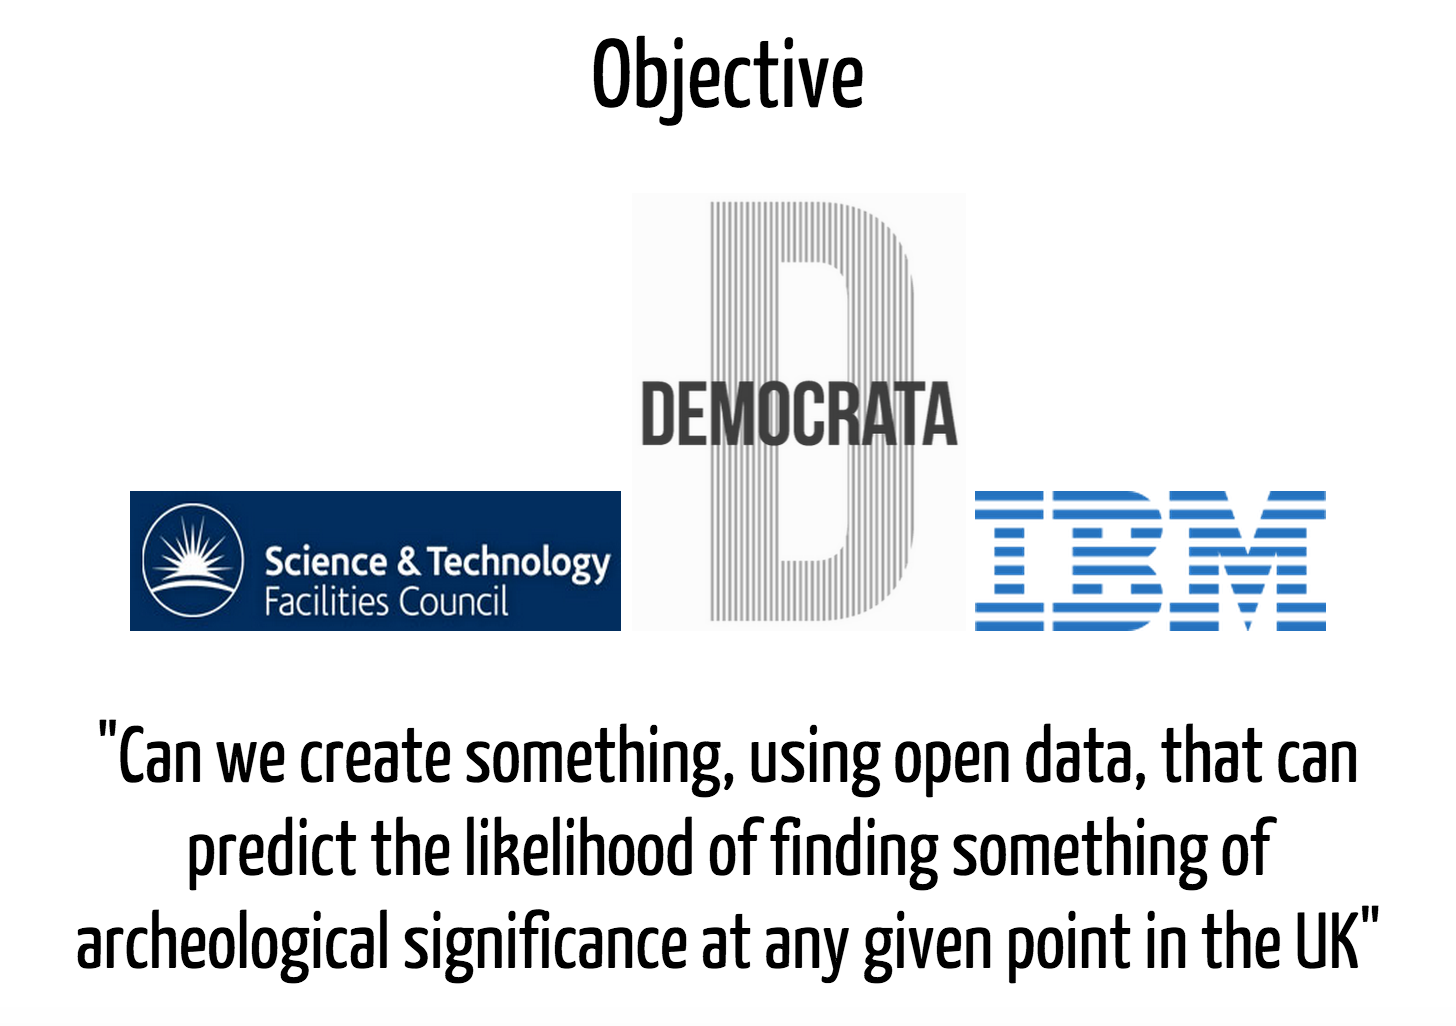 Objective
DEMOCRATA
Science & Technology
Facilities Council
IBM
"Can we create something, using open data, that can
predict the likelihood of finding something of
archeological significance at any given point in the UK"